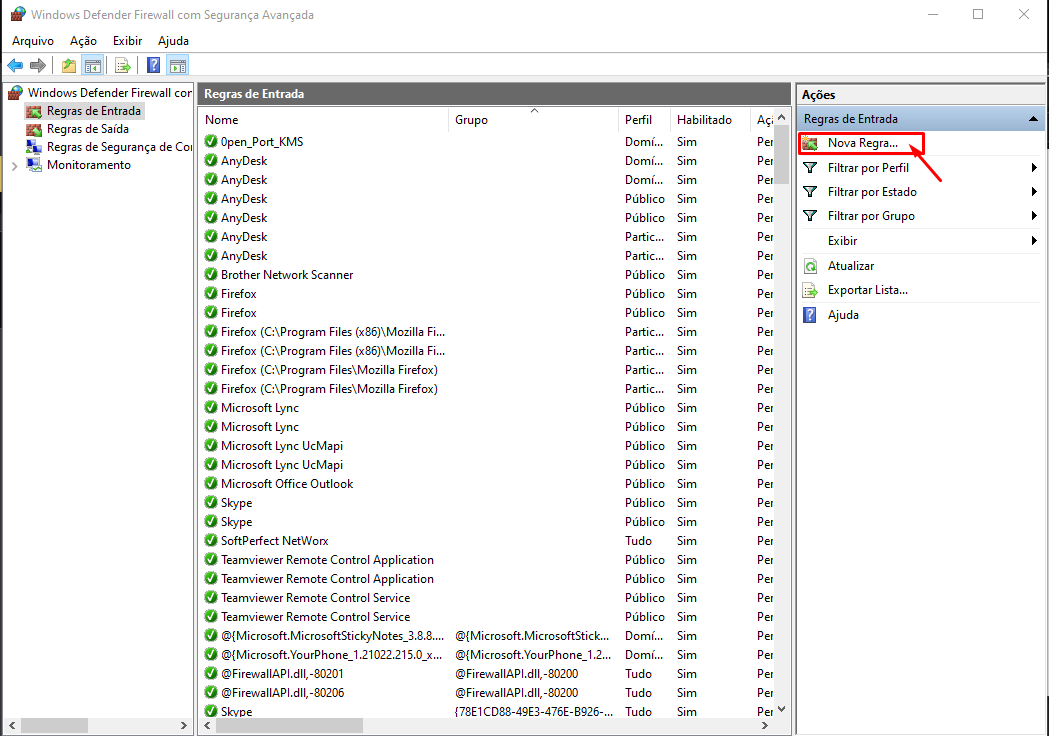 Windows Defender Firewall com Segurança Avançada
Arquivo Ação Exibir Ajuda
Windows Defender Firewall cor
Regras de Entrada
Regras de Saída
Regras de Segurança de Co
Monitoramento
Regras de Entrada
Nome Grupo Perfil Habilitado Açã
0pen_Port_KMS Domí... Sim Per
AnyDesk Domí... Sim Per
AnyDesk Domí... Sim Per
AnyDesk Público Sim Per
AnyDesk Público Sim Per
AnyDesk Partic... Sim Per
AnyDesk Partic... Sim Per
Brother Network Scanner Público Sim Per
Firefox Público Sim Per
Firefox Público Sim Per
Firefox (C:\Program Files (x86)\Mozilla Fi... Partic... Sim Per
Firefox (C:\Program Files (x86)\Mozilla Fi... Partic... Sim Per
Firefox (C:\Program Files\Mozilla Firefox) Partic... Sim Per
Firefox (C:\Program Files\Mozilla Firefox) Partic... Sim Per
Microsoft Lync Público Sim Per
Microsoft Lync Público Sim Per
Microsoft Lync UcMapi Público Sim Per
Microsoft Lync UcMapi Público Sim Per
Microsoft Office Outlook Público Sim Per
Skype Público Sim Per
Skype Público Sim Per
SoftPerfect NetWorx Tudo Sim Per
Teamviewer Remote Control Application Público Sim Per
Teamviewer Remote Control Application Público Sim Per
Teamviewer Remote Control Service Público Sim Per
Teamviewer Remote Control Service Público Sim Per
@{Microsoft.MicrosoftStickyNotes_3.8.8.... @{Microsoft.MicrosoftStick... Domí... Sim Per
@{Microsoft.YourPhone_1.21022.215.0_x... @{Microsoft.YourPhone_1.2... Domí... Sim Per
@FirewallAPI.dll,-80201 @FirewallAPI.dll,-80200 Tudo Sim Per
@FirewallAPI.dll,-80206 @FirewallAPI.dll,-80200 Tudo Sim Per
Skype {78E1CD88-49E3-476E-B926-... Tudo Sim Per
Ações
Regras de Entrada
Nova Regra...
Filtrar por Perfil
Filtrar por Estado
Filtrar por Grupo
Exibir
Atualizar
Exportar Lista...
Ajuda